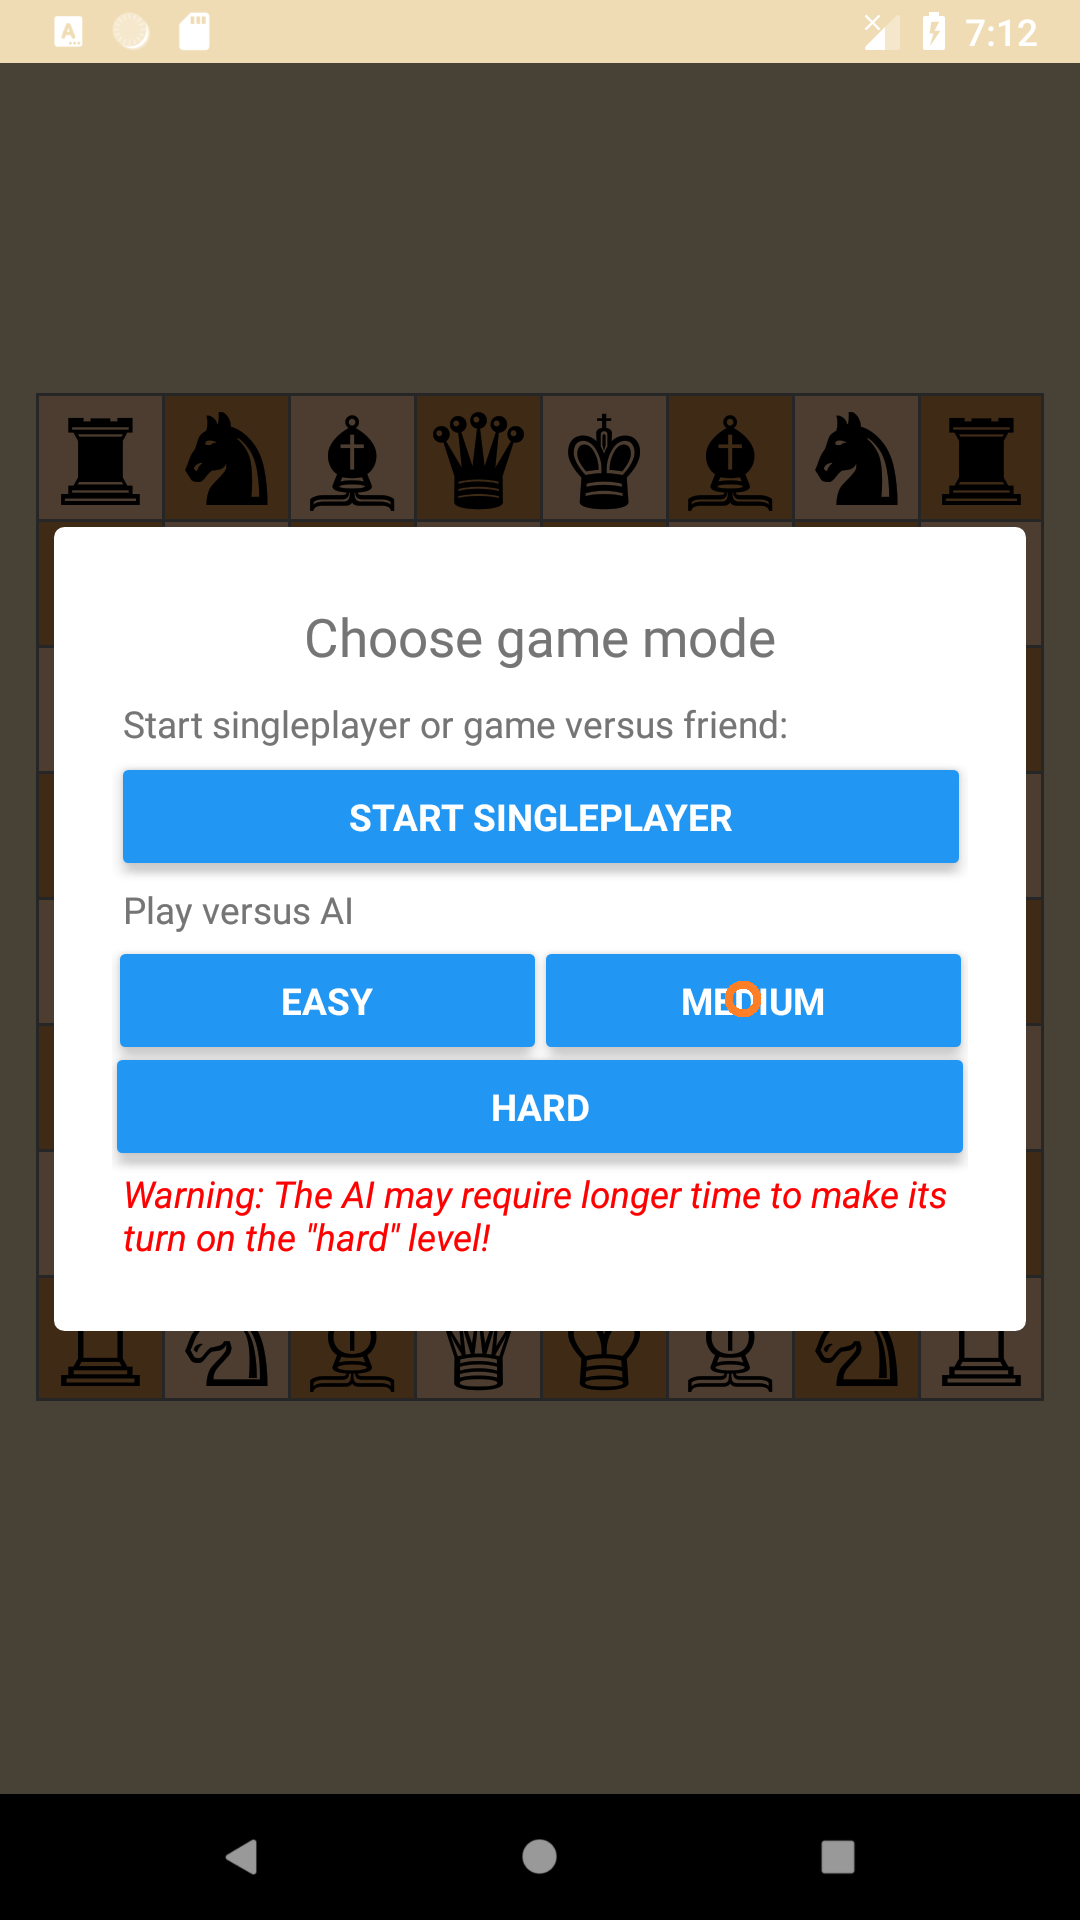 7:12
Choose game mode
Start singleplayer or game versus friend:
START SINGLEPLAYER
Play versus AI
EASY
MEDIUM
HARD
Warning: The AI may require longer time to make its
turn on the "hard" level!